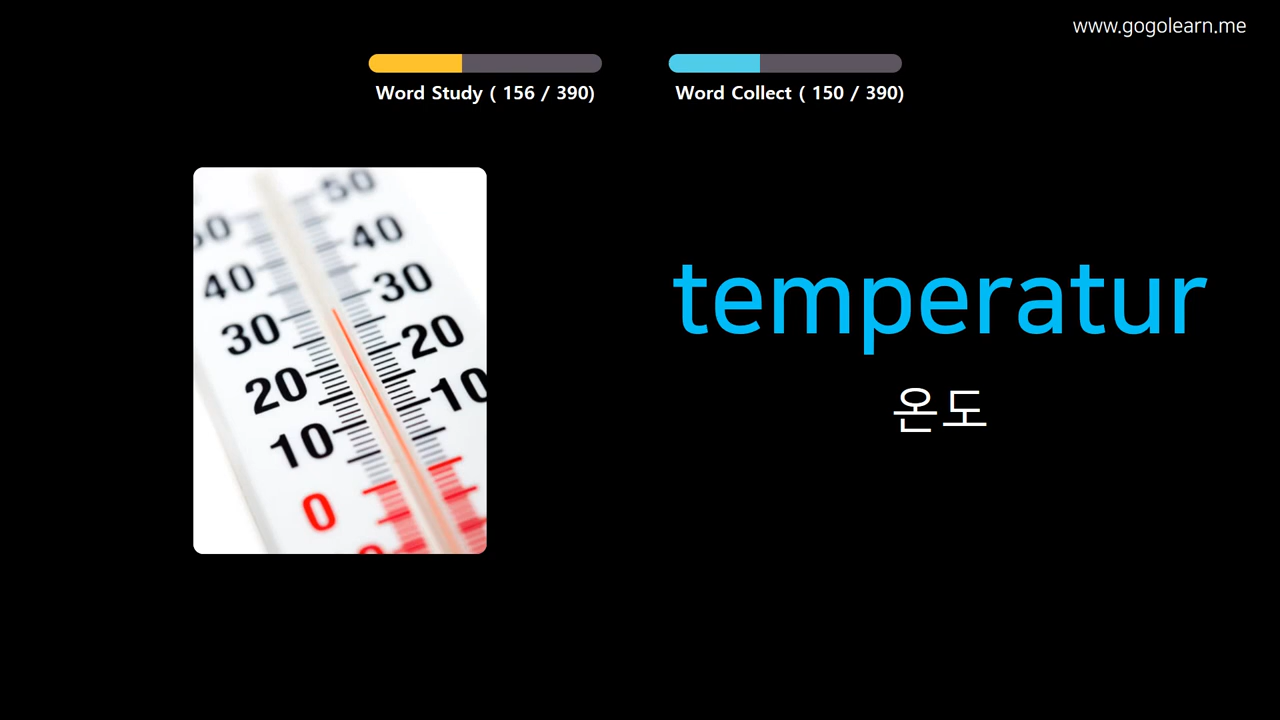 www.gogolearn.me
Word Study ( 156 / 390)
Word Collect ( 150 / 390)
50
40
30
20
10
40
30
20
10
0
temperatur
온도